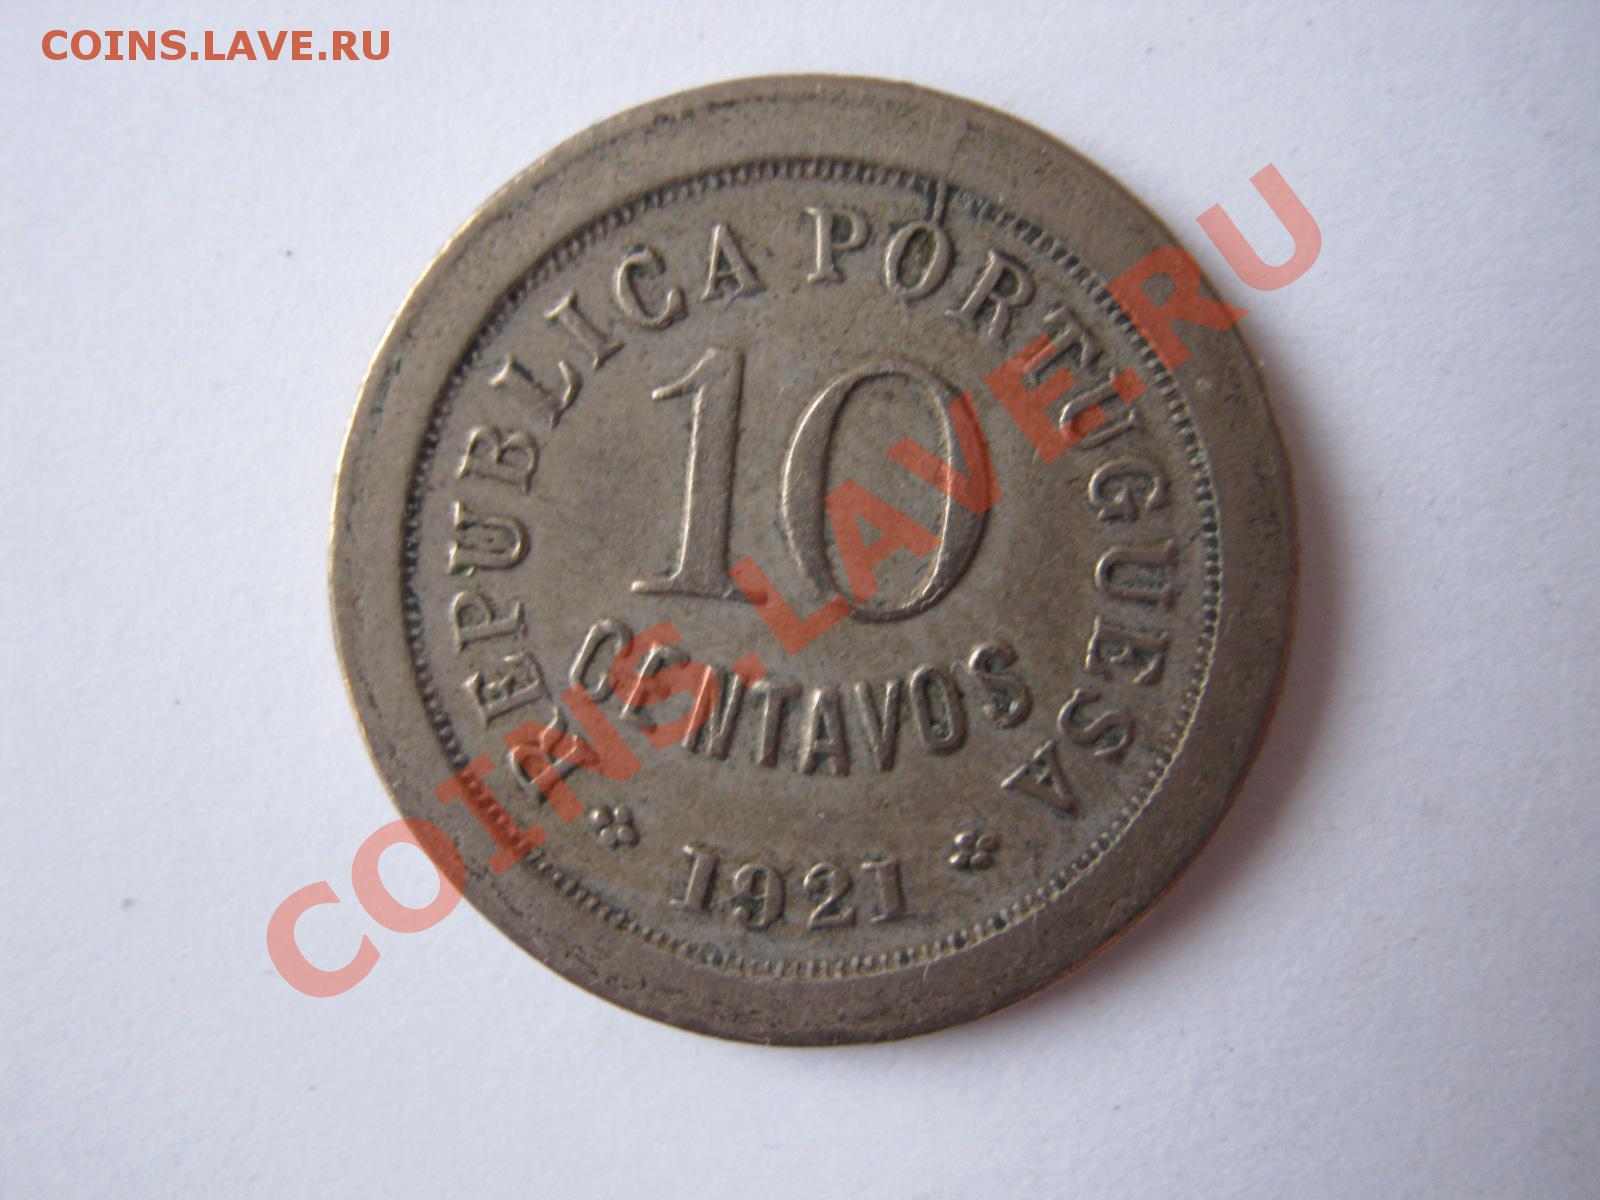 COINS.LAVE.RU
REPUBLICA PORTUGUESA
10
CENTAVOS
1921
COINS.LAVE.RU